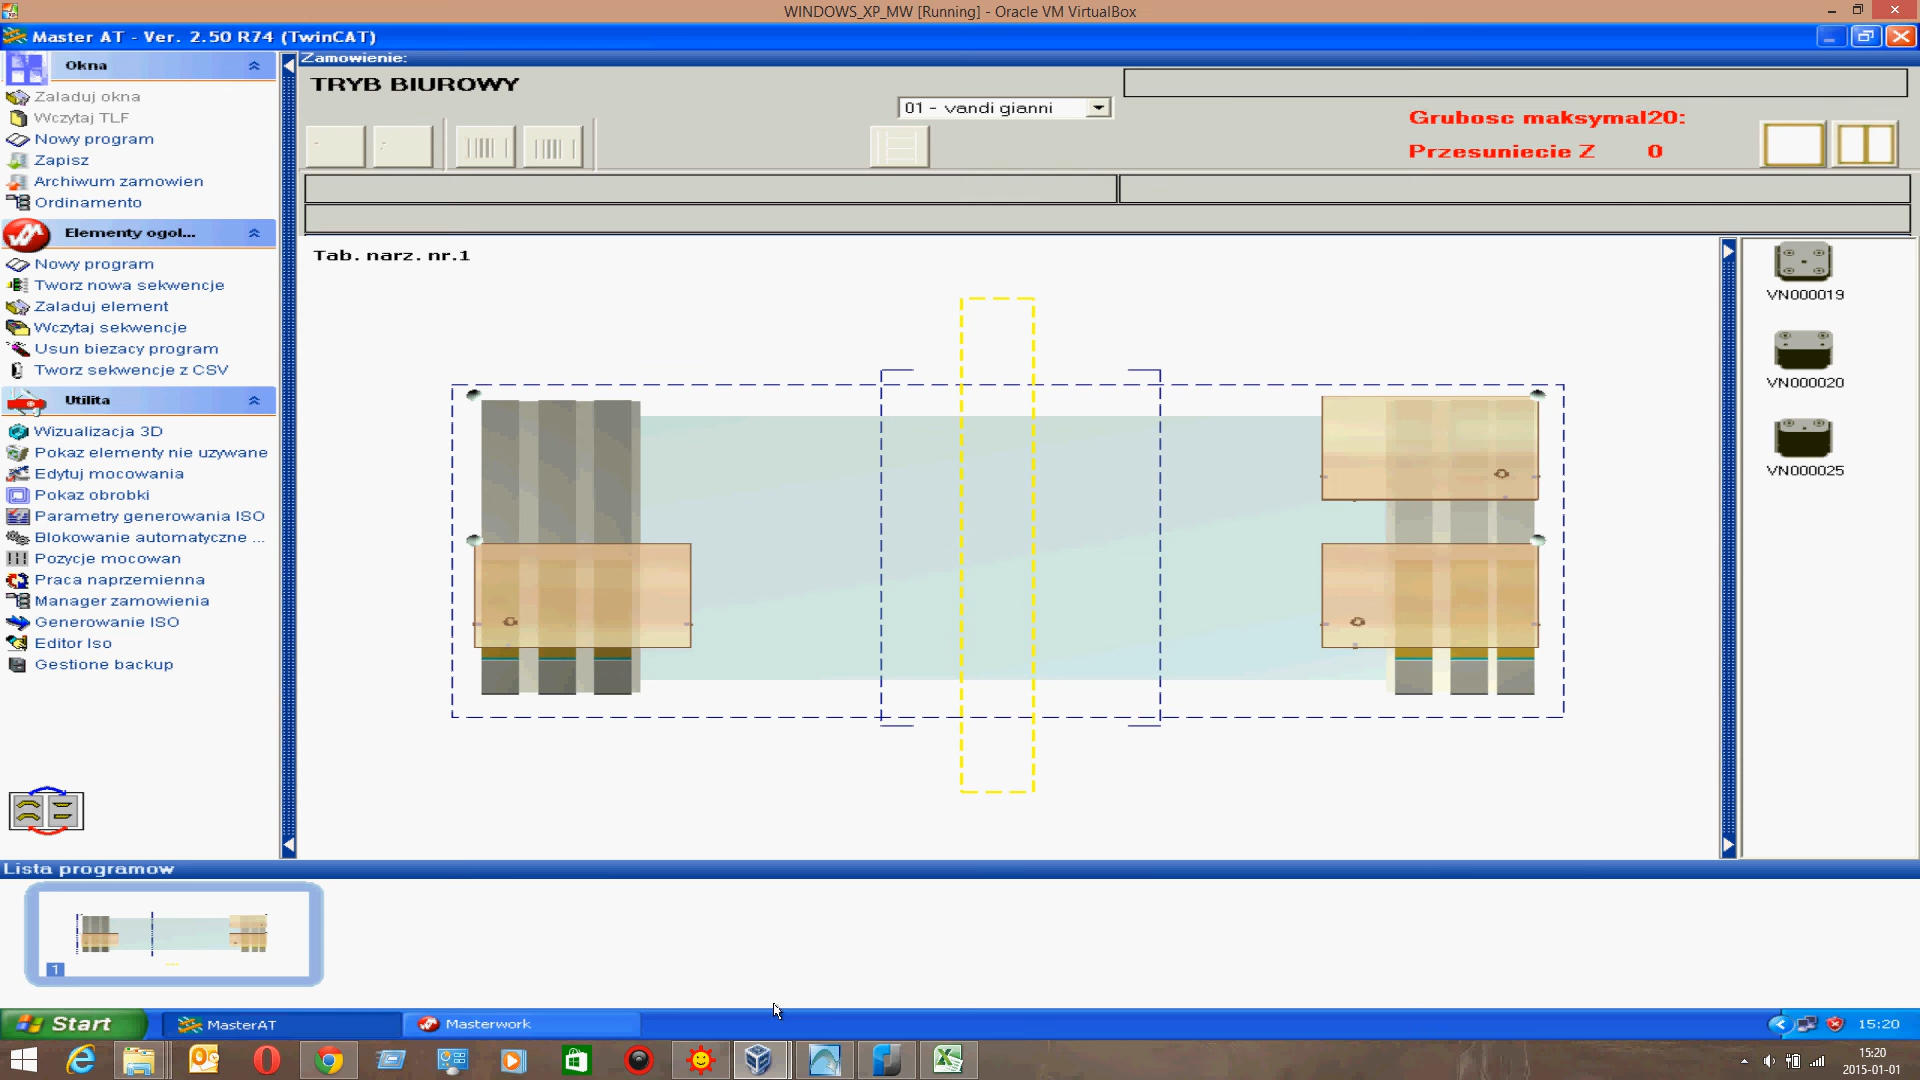 WINDOWS_XP_MW [Running] - Oracle VM VirtualBox
Master AT - Ver. 2.50 R74 (TwinCAT)
Okna
Zaladuj okna
Wczytaj TLF
Nowy program
Zapisz
Archiwum zamowien
Ordinamento
Elementy ogol...
Nowy program
Tworz nowa sekwencje
Zaladuj element
Wczytaj sekwencje
Usun biezacy program
Tworz sekwencje z CSV
Utilita
Wizualizacja 3D
Pokaz elementy nie uzywane
Edytuj mocowania
Pokaz obrobki
Parametry generowania ISO
Blokowanie automatyczne ...
Pozycje mocowan
Praca naprzemienna
Manager zamowienia
Generowanie ISO
Editor Iso
Gestione backup
Zamowienie:
TRYB BIUROWY
01 - vandi gianni
Grubosc maksymal20:
Przesuniecie Z 0
Tab. narz. nr.1
VN000019
VN000020
VN000025
Lista programow
1
Start
MasterAT
Masterwork
15:20
15:20
2015-01-01